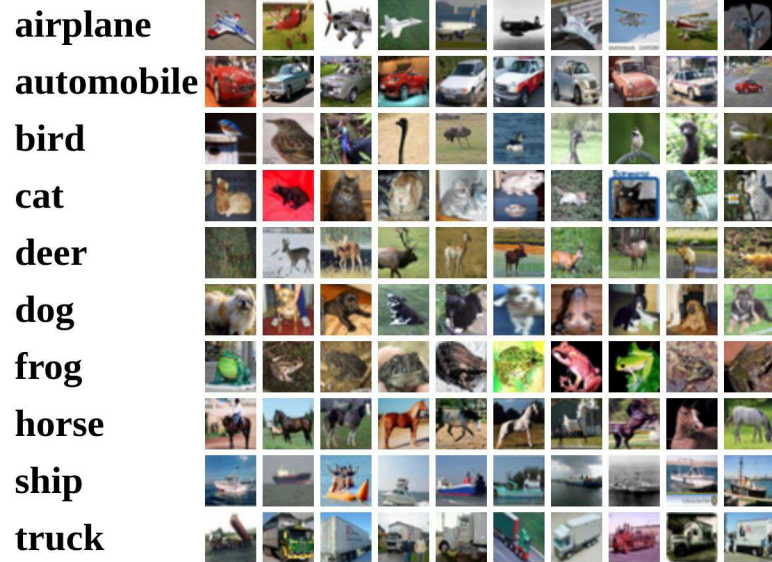 airplane
automobile
bird
cat
deer
dog
frog
horse
ship
truck